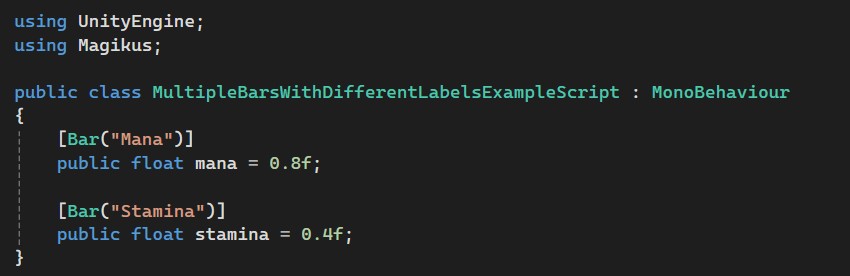 using UnityEngine;
using Magikus;
public class MultipleBarsWithDifferentLabelsExampleScript : MonoBehaviour
{
[Bar("Mana")]
public float mana = 0.8f;
[Bar("Stamina")]
public float stamina = 0.4f;
}